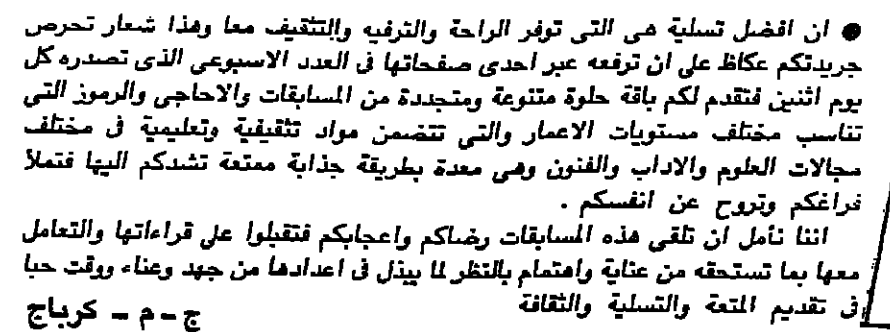 ● ان افضل تسلية هى التى توفر الراحة والترفيه والتثقيف معا وهذا شعار تحرص
جريدتكم عكاظ على ان ترفعه عبر احدى صفحاتها فى العدد الاسبوعى الذى تصدره كل
يوم اثنين فتقدم لكم باقة حلوة متنوعة ومتجددة من المسابقات والاحاجى والرموز التى
تناسب مختلف مستويات الاعمار والتي تتضمن مواد تثقيفية وتعليمية فى مختلف
مجالات العلوم والاداب والفنون وهى معدة بطريقة جذابة ممتعة تشدكم اليها فتملأ
فراغكم وتروح عن انفسكم .
اننا نأمل ان تلقى هذه المسابقات رضاكم واعجابكم فتقبلوا على قراءاتها والتعامل
معها بما تستحقه من عناية واهتمام بالنظر لما يبذل فى اعدادها من جهد وعناء ووقت حبا
فى تقديم المتعة والتسلية والثقافة
ج - م - كرباج